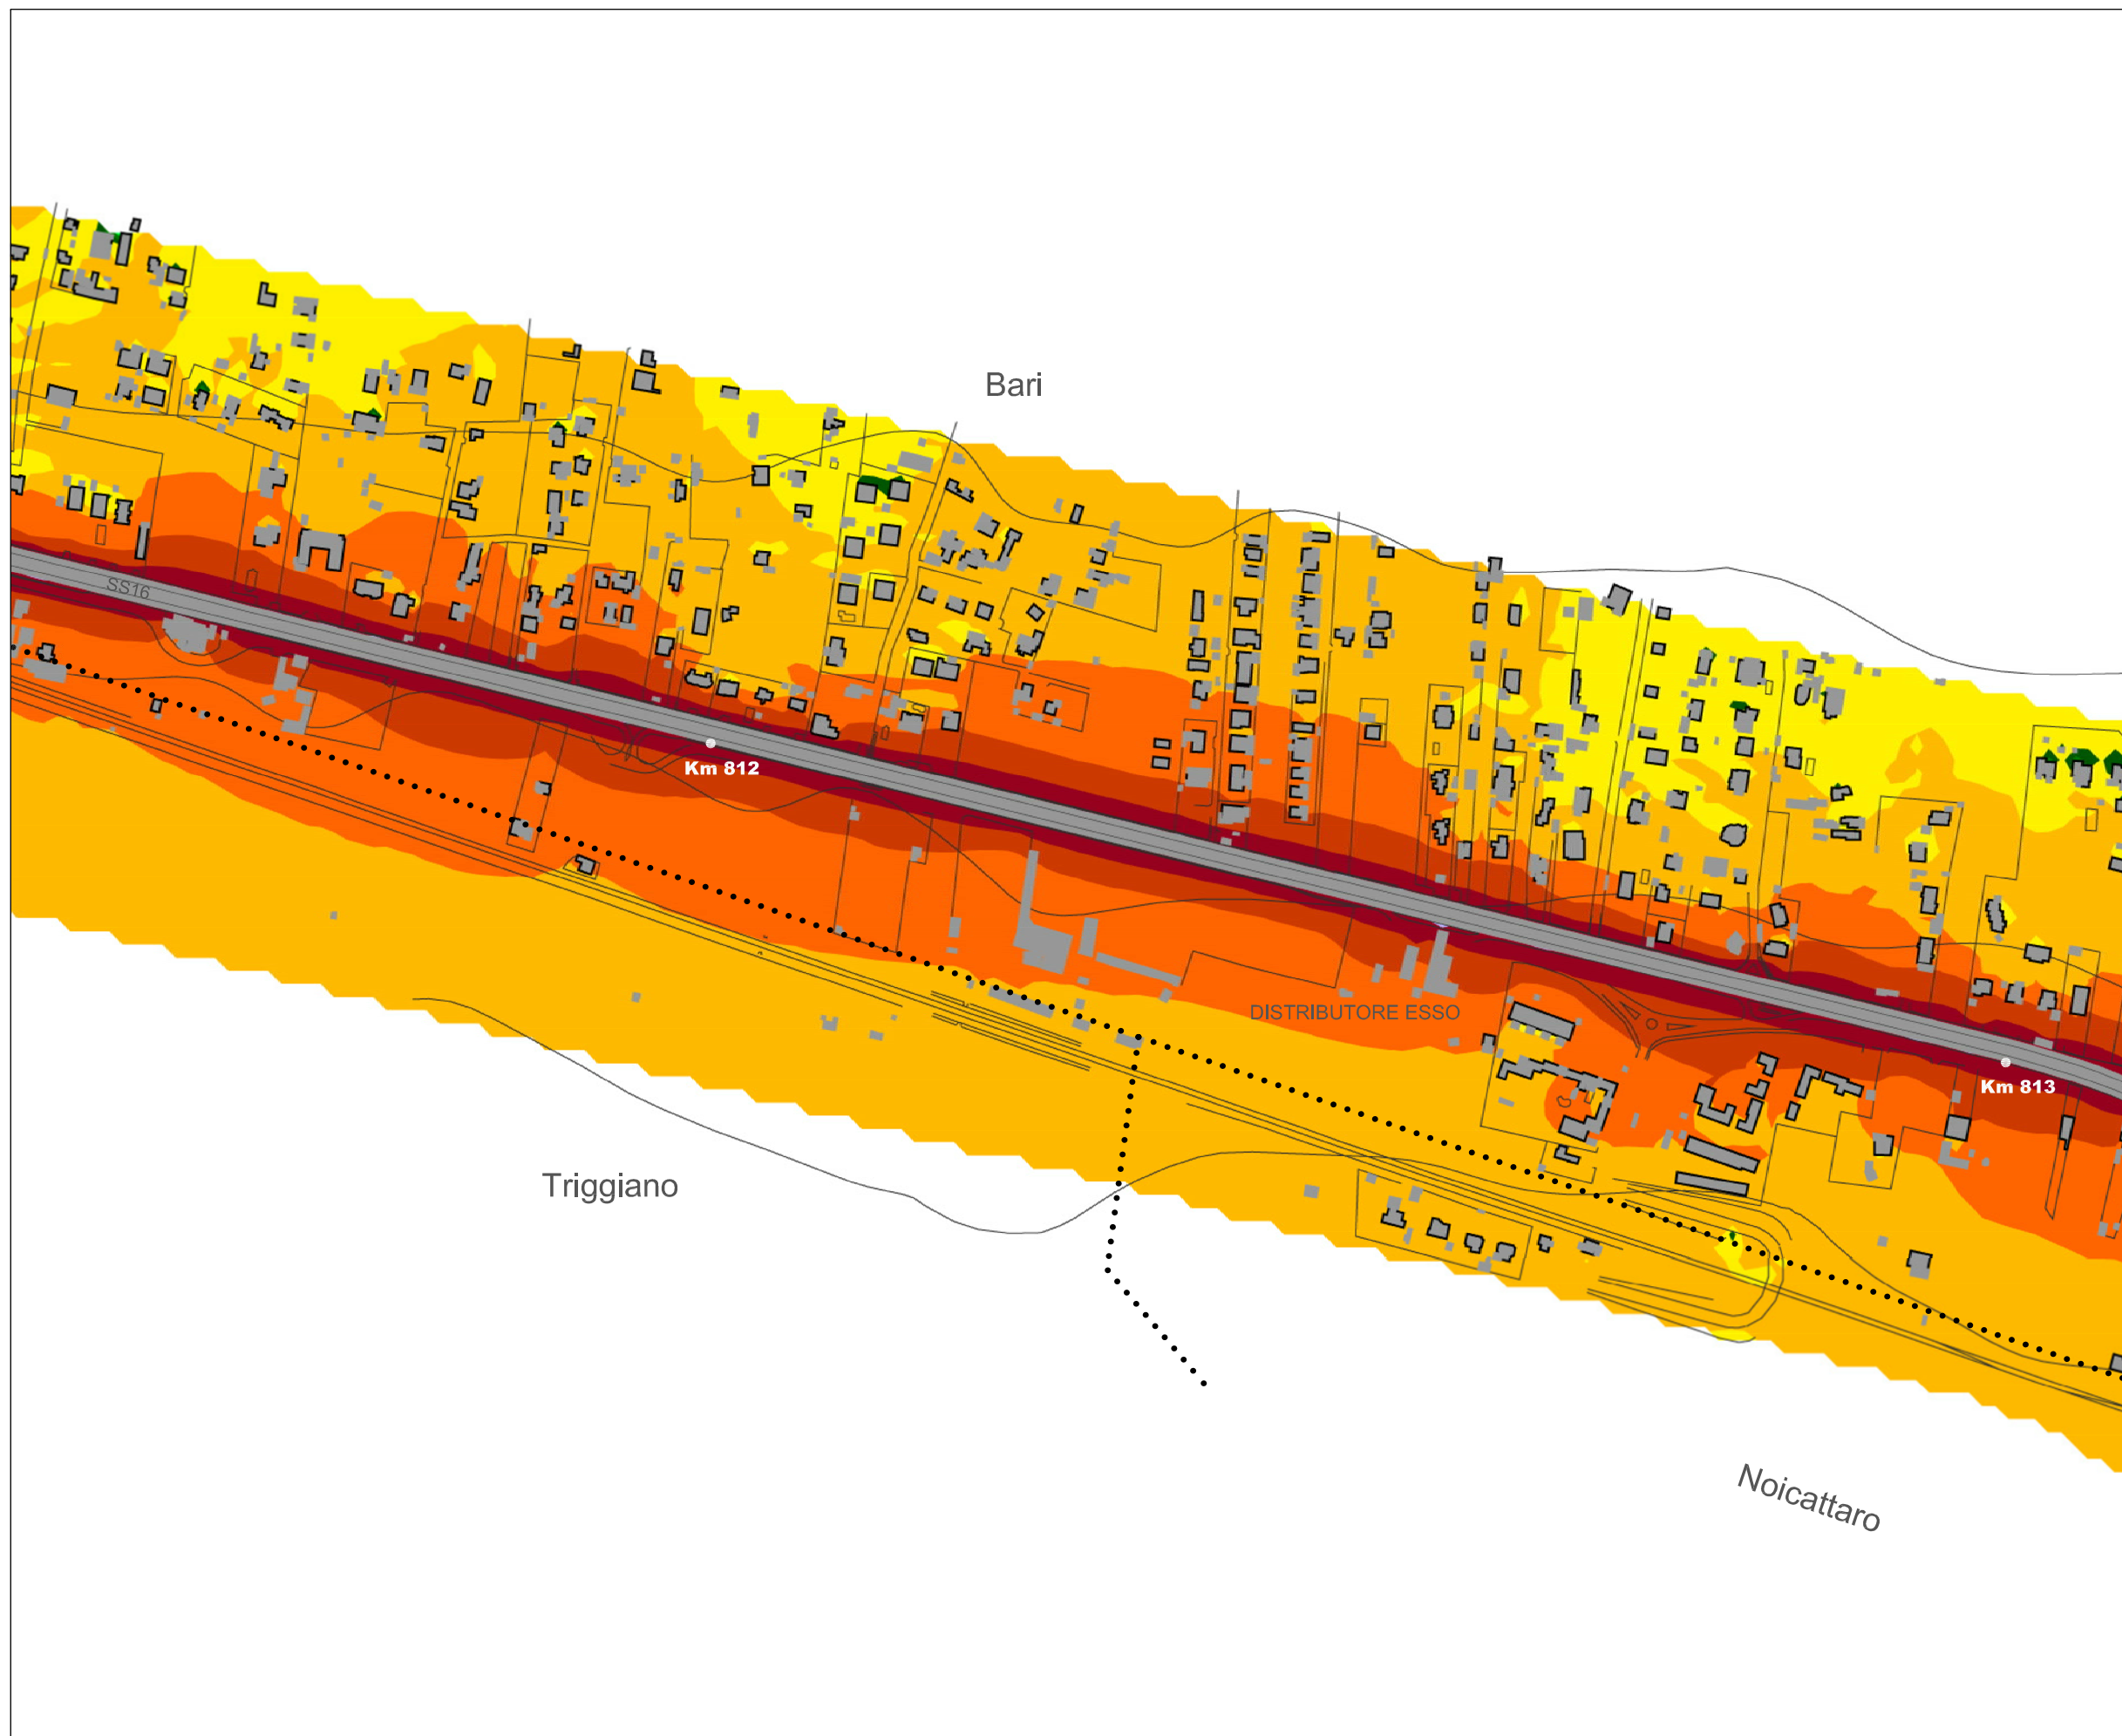 Bari
SS16
Km 812
DISTRIBUTORE ESSO
Km 813
Triggiano
Noicattaro